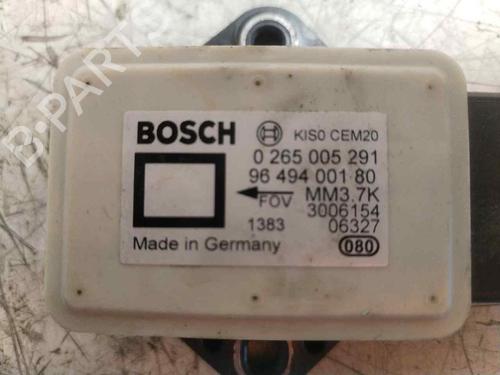 BOSCH KIS0 CEM20
0 265 005 291
96 494 001 80
FOV MM3.7K
3006154
1383 06327
Made in Germany 080